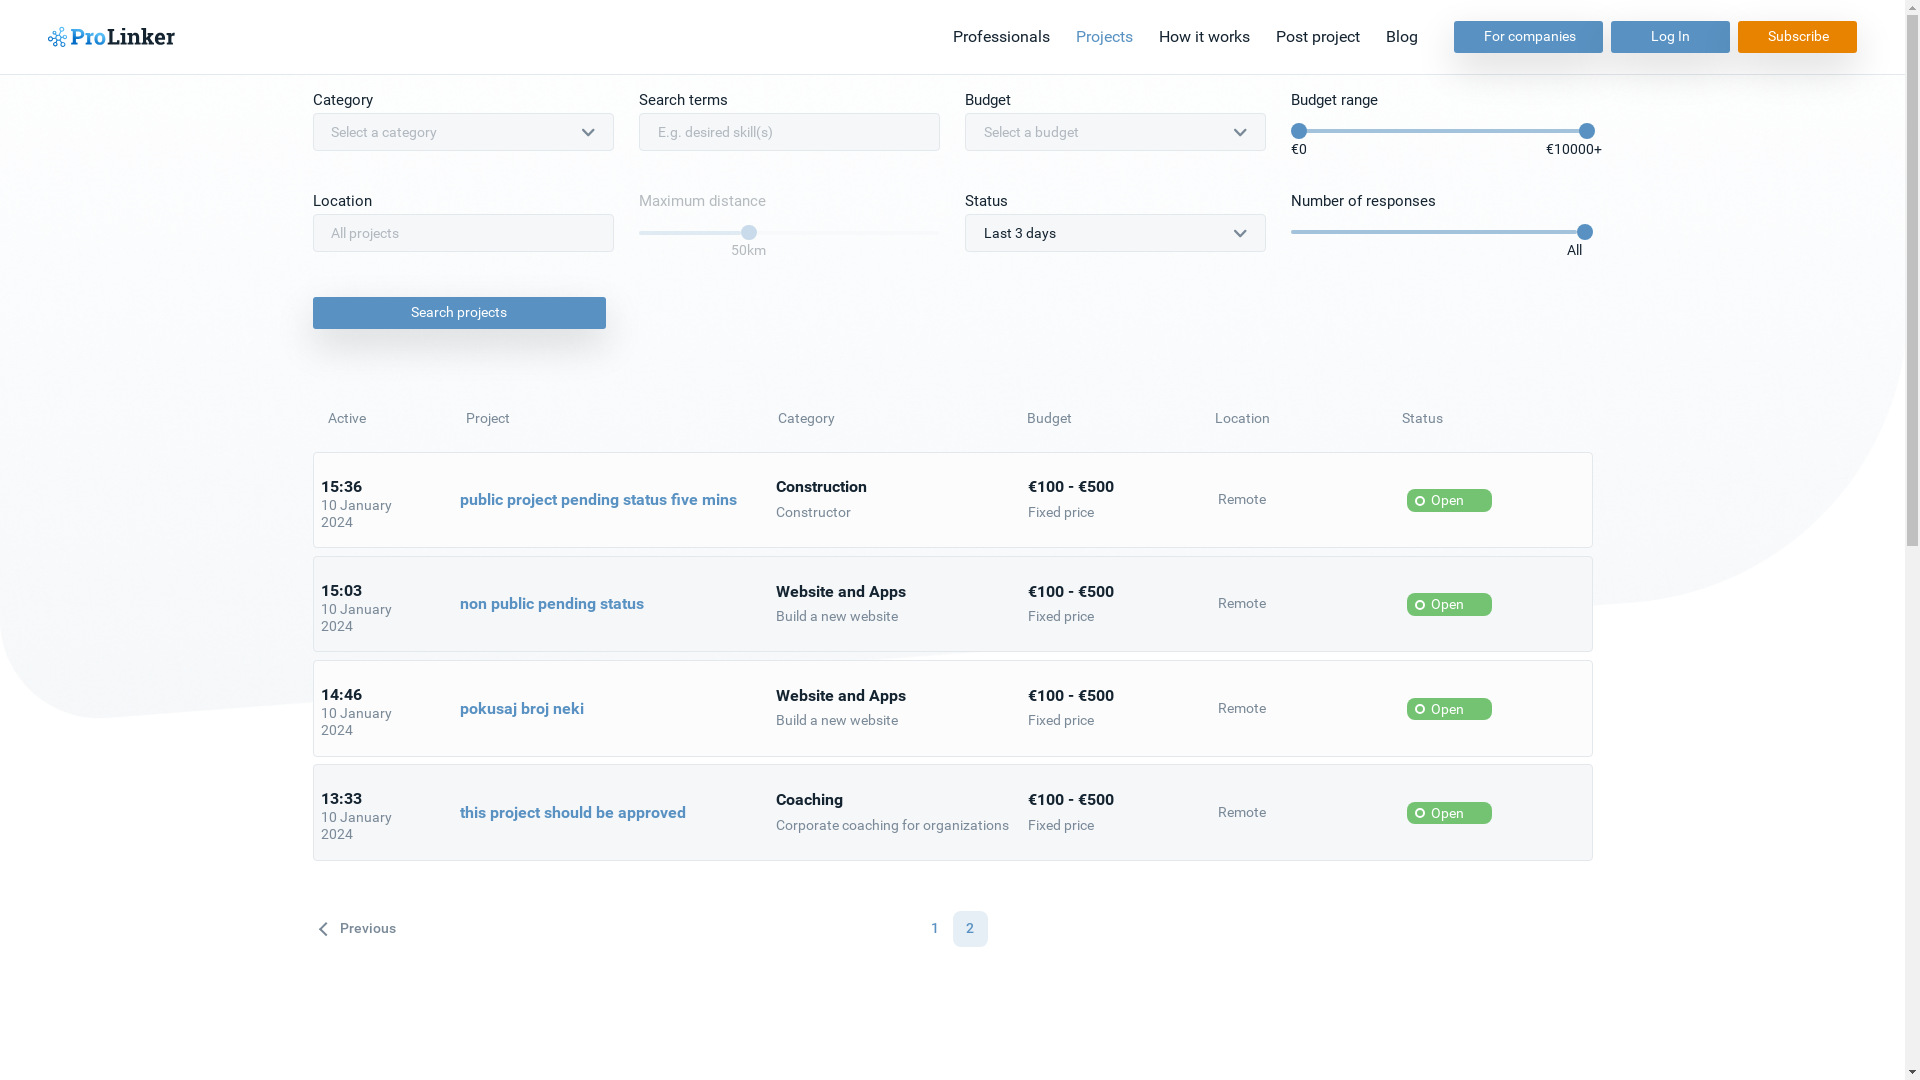 ProLinker
Professionals Projects How it works Post project Blog For companies Log In Subscribe
Category Search terms Budget Budget range
Select a category E.g. desired skill(s) Select a budget
€0 €10000+
Location Maximum distance Status Number of responses
All projects Last 3 days
50km All
Search projects
Active Project Category Budget Location Status
15:36
10 January
2024
public project pending status five mins
Construction
Constructor
€100 - €500
Fixed price
Remote
Open
15:03
10 January
2024
non public pending status
Website and Apps
Build a new website
€100 - €500
Fixed price
Remote
Open
14:46
10 January
2024
pokusaj broj neki
Website and Apps
Build a new website
€100 - €500
Fixed price
Remote
Open
13:33
10 January
2024
this project should be approved
Coaching
Corporate coaching for organizations
€100 - €500
Fixed price
Remote
Open
Previous 1 2